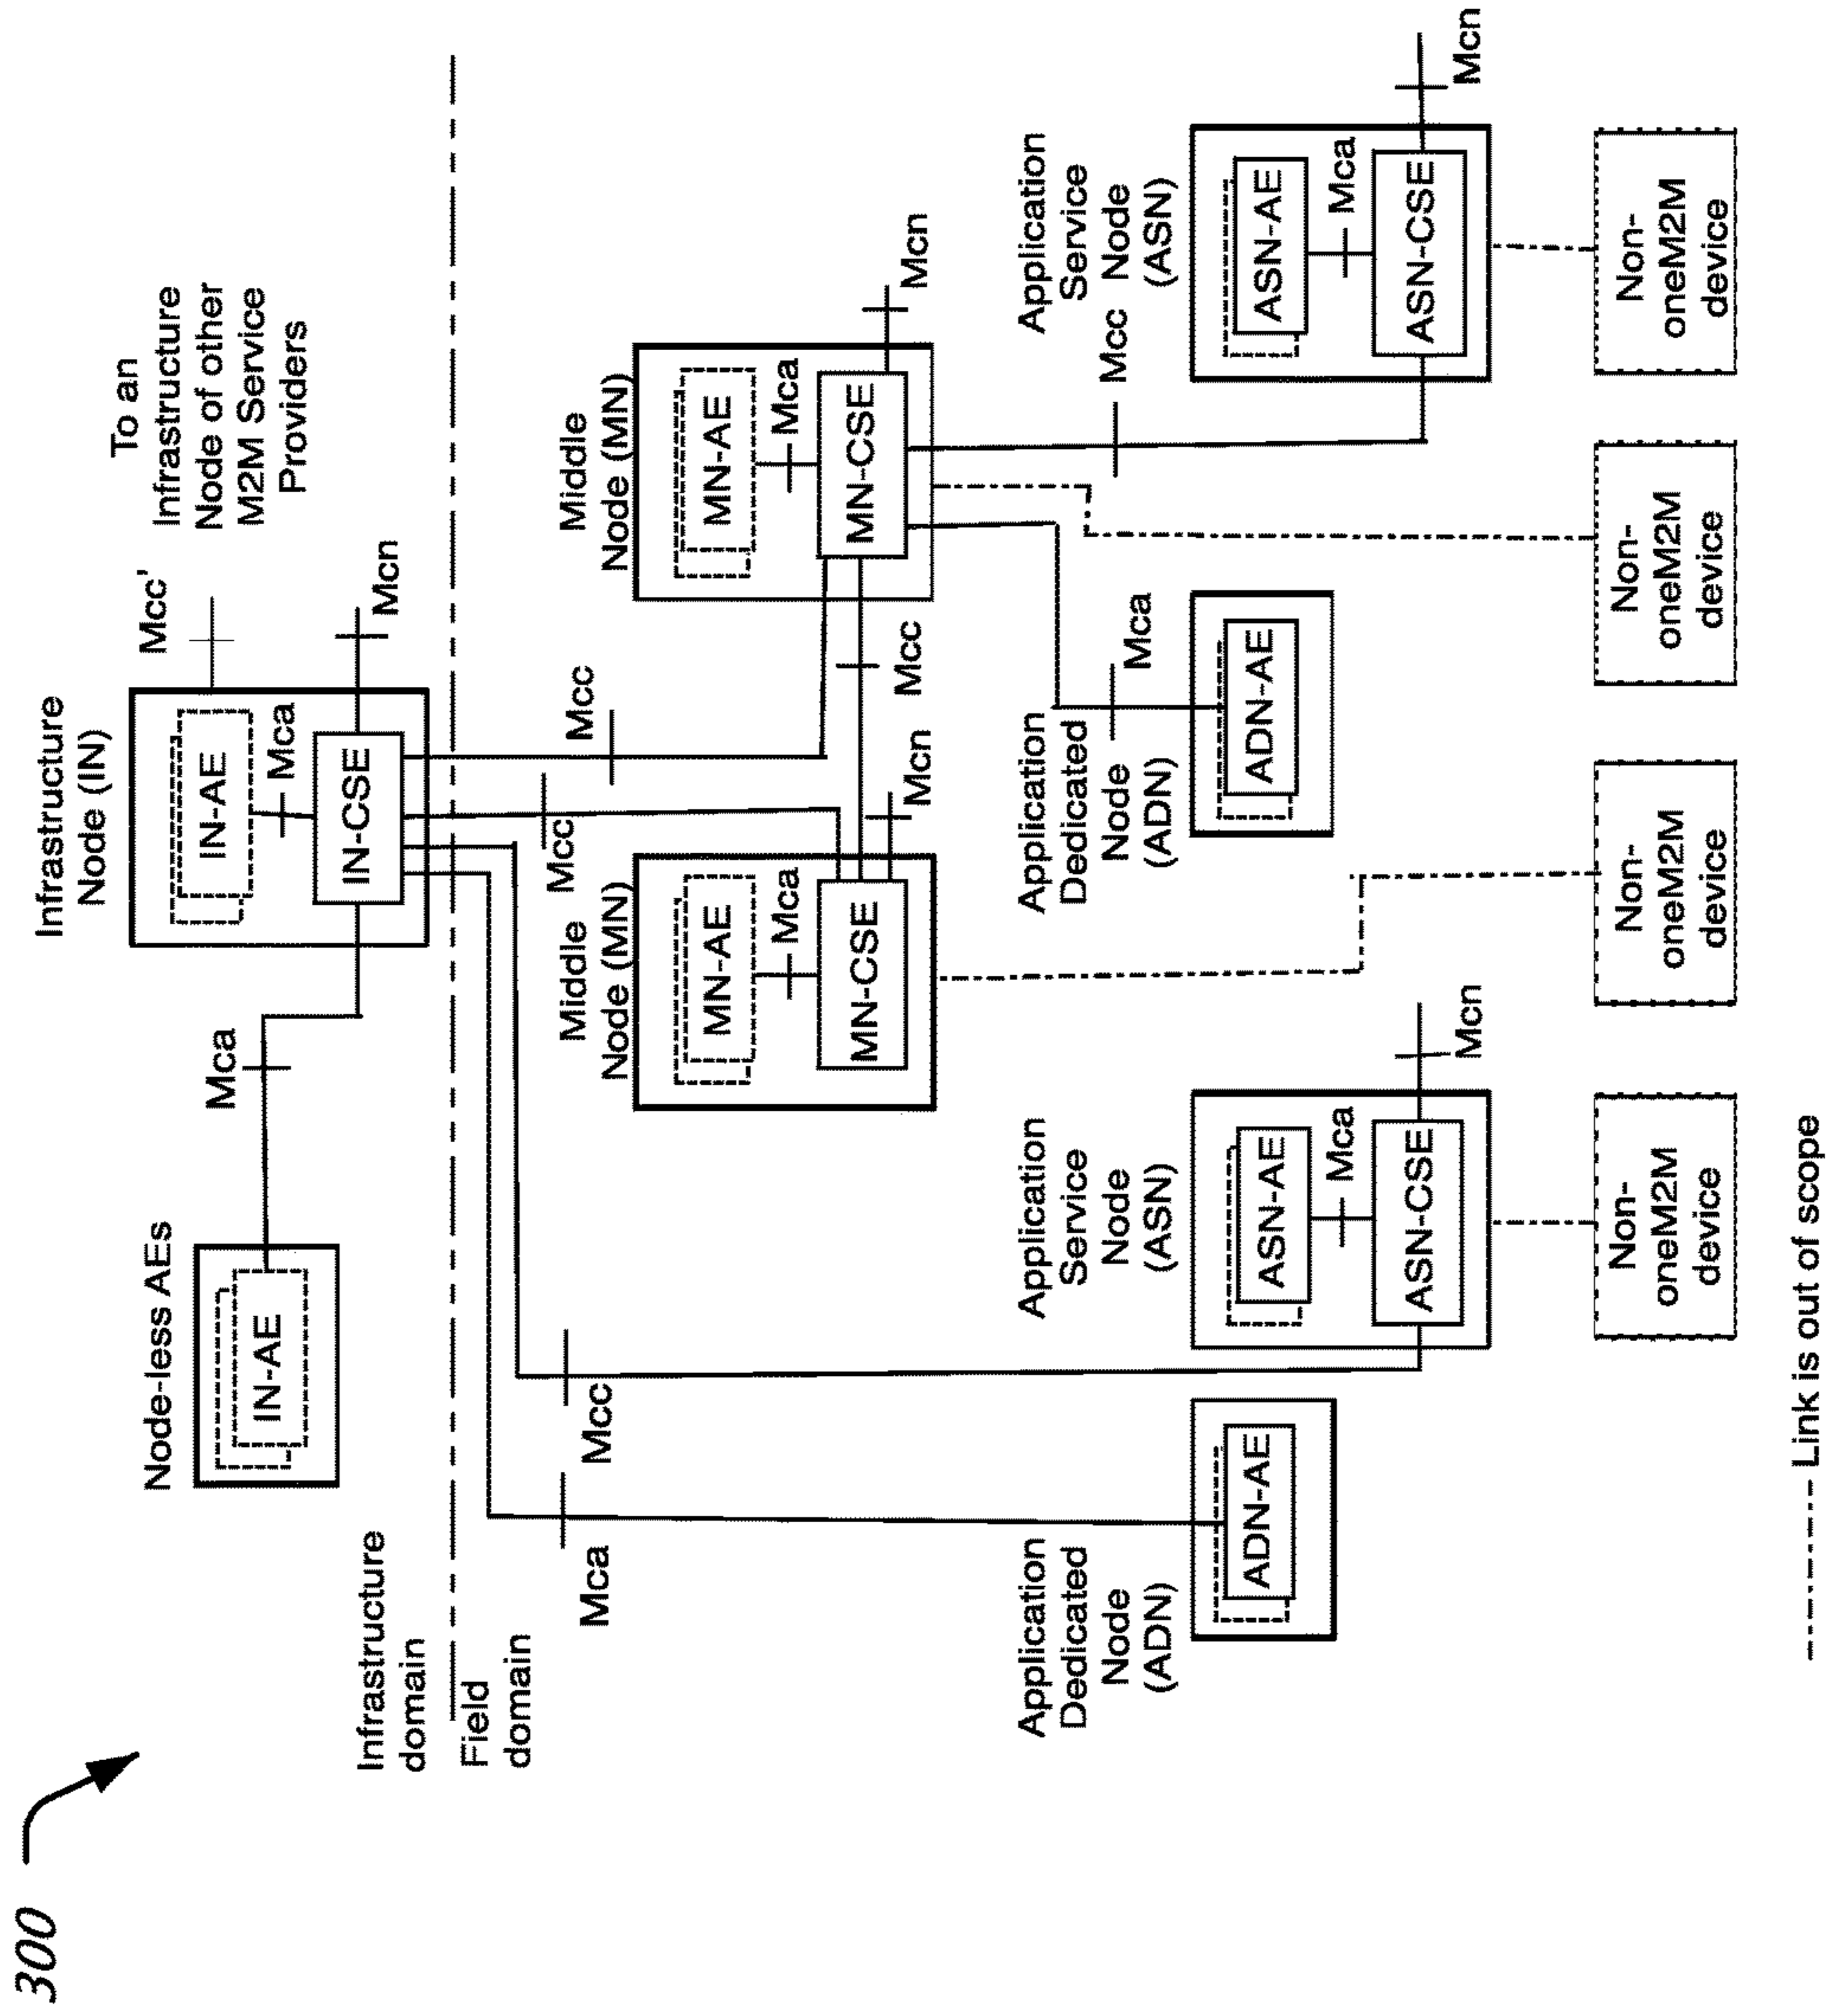 300
To an
Infrastructure
Node of other
M2M Service
Providers
Infrastructure
Node (IN)
Mcc'
Node-less AEs
IN-AE
Mca
IN-AE
Mca
IN-CSE
Mcn
Infrastructure
domain
Field
domain
Mca
Mcc
Mcc
Mcc
Middle
Node (MN)
MN-AE
Mca
MN-CSE
Mcn
Mcc
Middle
Node (MN)
MN-AE
Mca
MN-CSE
Mcn
Application
Dedicated
Node
(ADN)
ADN-AE
Application
Service
Node
(ASN)
ASN-AE
Mca
ASN-CSE
Mcn
Application
Dedicated
Node
(ADN)
Mca
ADN-AE
Mcc
Application
Service
Node
(ASN)
ASN-AE
Mca
ASN-CSE
Mcn
Non-
oneM2M
device
Non-
oneM2M
device
Non-
oneM2M
device
Non-
oneM2M
device
Link is out of scope